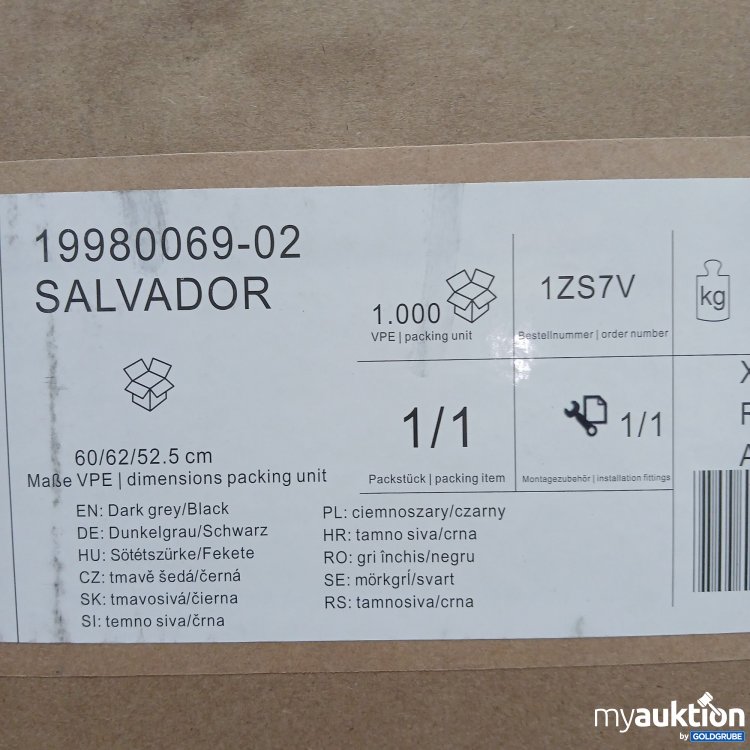 19980069-02
SALVADOR
60/62/52.5 cm
Maße VPE | dimensions packing unit
1.000
VPE | packing unit
1ZS7V
Bestellnummer | order number
kg
1/1
Packstück | packing item
1/1
Montagezubehör | installation fittings
EN: Dark grey/Black
DE: Dunkelgrau/Schwarz
HU: Sötétszürke/Fekete
CZ: tmavě šedá/černá
SK: tmavosivá/čierna
SI: temno siva/črna
PL: ciemnoszary/czarny
HR: tamno siva/crna
RO: gri închis/negru
SE: mörkgrĺ/svart
RS: tamnosiva/crna
myauktion
by GOLDGRUBE